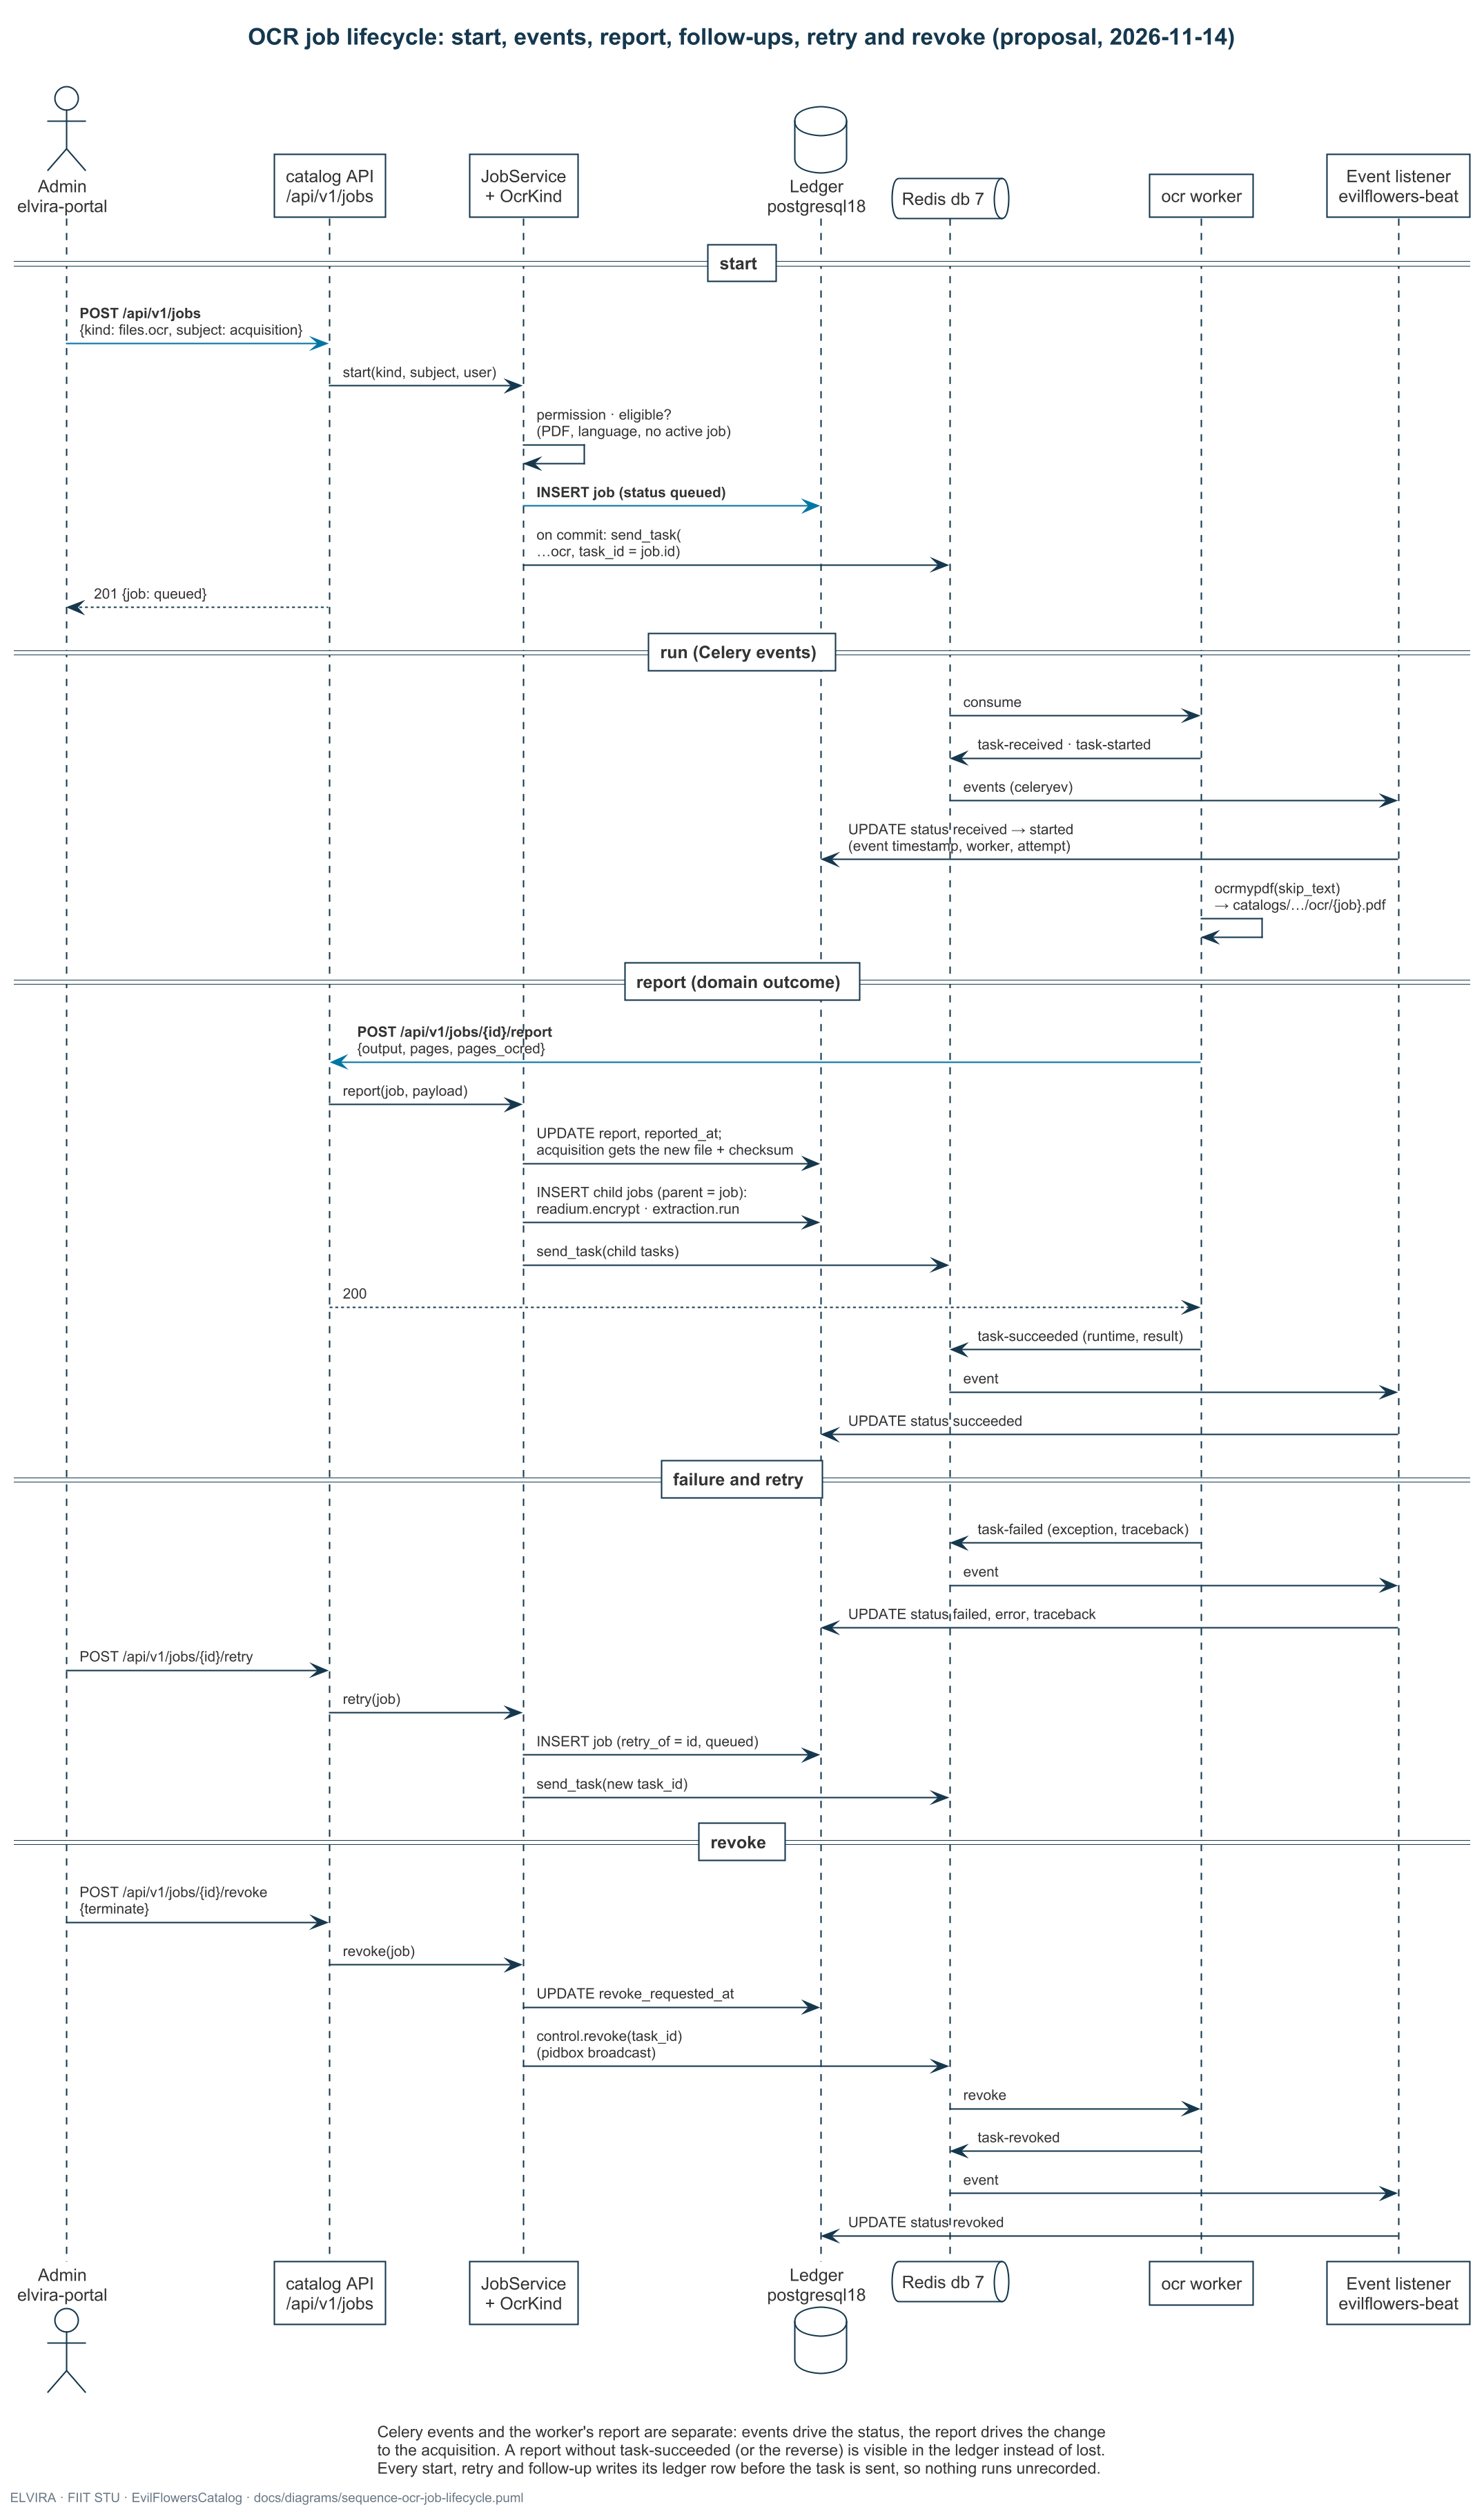 OCR job lifecycle: start, events, report, follow-ups, retry and revoke (proposal, 2026-11-14)
Admin
elvira-portal
catalog API
/api/v1/jobs
JobService
+ OcrKind
Ledger
postgresql18
Redis db 7
ocr worker
Event listener
evilflowers-beat
start
POST /api/v1/jobs
{kind: files.ocr, subject: acquisition}
start(kind, subject, user)
permission · eligible?
(PDF, language, no active job)
INSERT job (status queued)
on commit: send_task(
…ocr, task_id = job.id)
201 {job: queued}
run (Celery events)
consume
task-received · task-started
events (celeryev)
UPDATE status received → started
(event timestamp, worker, attempt)
ocrmypdf(skip_text)
→ catalogs/…/ocr/{job}.pdf
report (domain outcome)
POST /api/v1/jobs/{id}/report
{output, pages, pages_ocred}
report(job, payload)
UPDATE report, reported_at;
acquisition gets the new file + checksum
INSERT child jobs (parent = job):
readium.encrypt · extraction.run
send_task(child tasks)
200
task-succeeded (runtime, result)
event
UPDATE status succeeded
failure and retry
task-failed (exception, traceback)
event
UPDATE status failed, error, traceback
POST /api/v1/jobs/{id}/retry
retry(job)
INSERT job (retry_of = id, queued)
send_task(new task_id)
revoke
POST /api/v1/jobs/{id}/revoke
{terminate}
revoke(job)
UPDATE revoke_requested_at
control.revoke(task_id)
(pidbox broadcast)
revoke
task-revoked
event
UPDATE status revoked
Admin
elvira-portal
catalog API
/api/v1/jobs
JobService
+ OcrKind
Ledger
postgresql18
Redis db 7
ocr worker
Event listener
evilflowers-beat
Celery events and the worker's report are separate: events drive the status, the report drives the change
to the acquisition. A report without task-succeeded (or the reverse) is visible in the ledger instead of lost.
Every start, retry and follow-up writes its ledger row before the task is sent, so nothing runs unrecorded.
ELVIRA · FIIT STU · EvilFlowersCatalog · docs/diagrams/sequence-ocr-job-lifecycle.puml